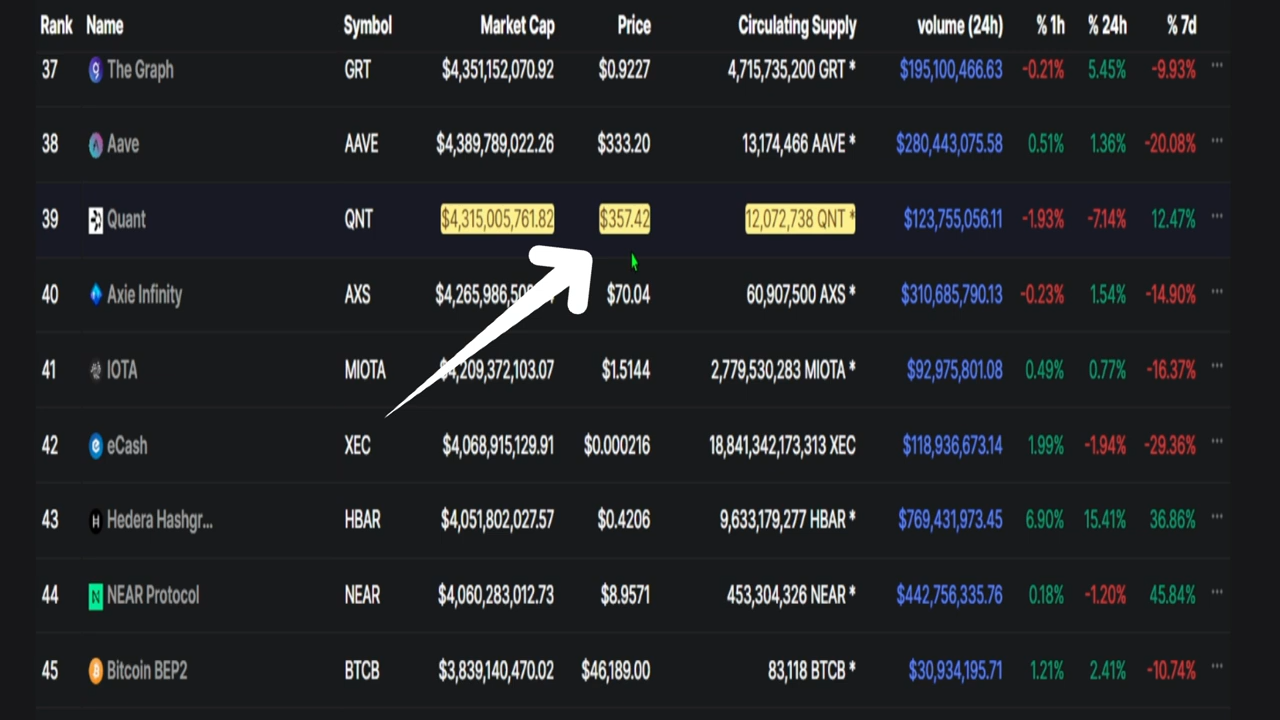 Rank Name Symbol Market Cap Price Circulating Supply volume (24h) % 1h % 24h % 7d
37 The Graph GRT $4,351,152,070.92 $0.9227 4,715,735,200 GRT * $195,100,466.63 -0.21% 5.45% -9.93% ...
38 Aave AAVE $4,389,789,022.26 $333.20 13,174,466 AAVE * $280,443,075.58 0.51% 1.36% -20.08% ...
39 Quant QNT $4,315,005,761.82 $357.42 12,072,738 QNT * $123,755,056.11 -1.93% -7.14% 12.47% ...
40 Axie Infinity AXS $70.04 60,907,500 AXS * $310,685,790.13 -0.23% 1.54% -14.90% ...
41 IOTA MIOTA $4,209,372,103.07 $1.5144 2,779,530,283 MIOTA * $92,975,801.08 0.49% 0.77% -16.37% ...
42 eCash XEC $4,068,915,129.91 $0.000216 18,841,342,173,313 XEC $118,936,673.14 1.99% -1.94% -29.36% ...
43 Hedera Hashgr... HBAR $4,051,802,027.57 $0.4206 9,633,179,277 HBAR * $769,431,973.45 6.90% 15.41% 36.86% ...
44 NEAR Protocol NEAR $4,060,283,012.73 $8.9571 453,304,326 NEAR * $442,756,335.76 0.18% -1.20% 45.84% ...
45 Bitcoin BEP2 BTCB $3,839,140,470.02 $46,189.00 83,118 BTCB * $30,934,195.71 1.21% 2.41% -10.74% ...